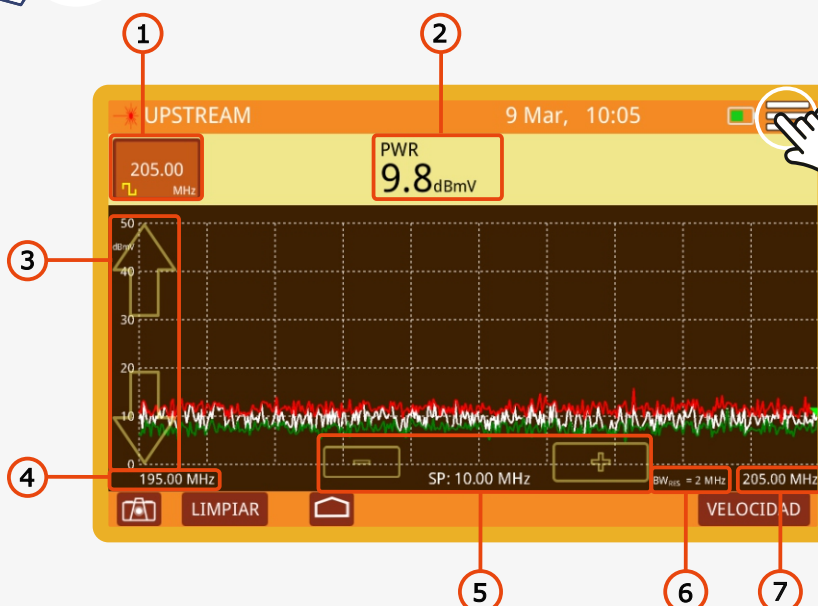 1
2
UPSTREAM
9 Mar, 10:05
205.00
MHz
PWR
9.8dBmV
3
50
dBmV
40
30
20
10
0
4
195.00 MHz
SP: 10.00 MHz
BWRES = 2 MHz
205.00 MHz
LIMPIAR
VELOCIDAD
5
6
7